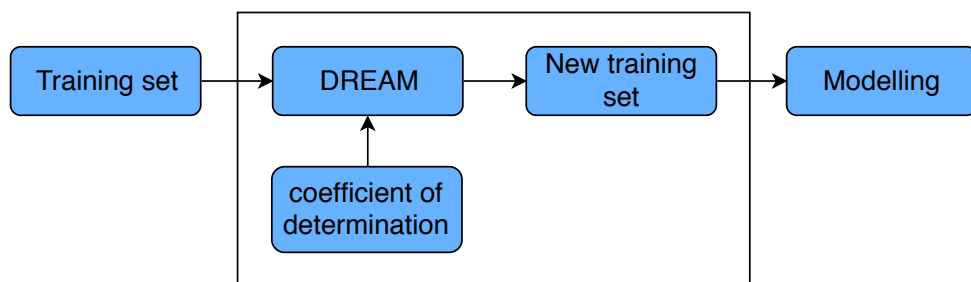 Training set
DREAM
New training
set
Modelling
coefficient of
determination